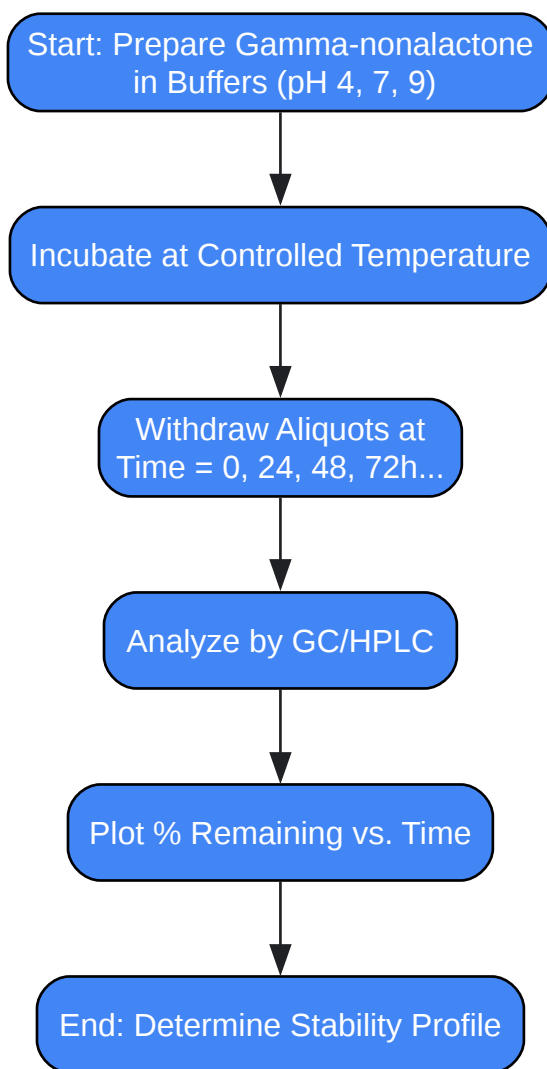 Start: Prepare Gamma-nonalactone
in Buffers (pH 4, 7, 9)
Incubate at Controlled Temperature
Withdraw Aliquots at
Time = 0, 24, 48, 72h...
Analyze by GC/HPLC
Plot % Remaining vs. Time
End: Determine Stability Profile